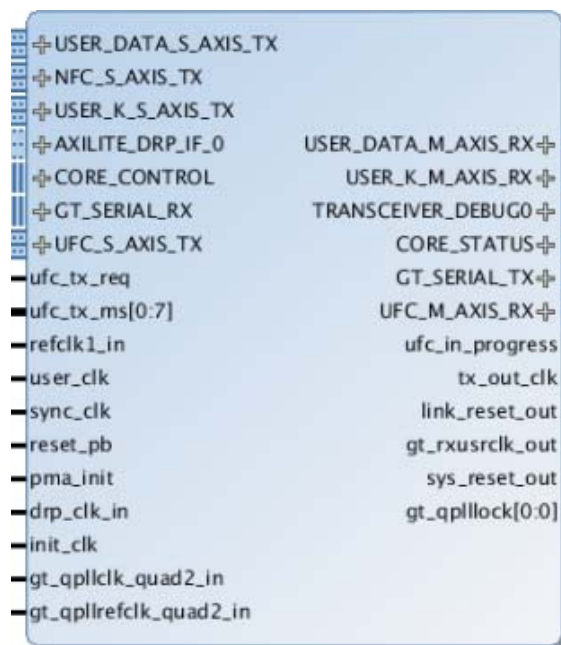 USER_DATA_S_AXIS_TX
NFC_S_AXIS_TX
USER_K_S_AXIS_TX
AXILITE_DRP_IF_0
CORE_CONTROL
GT_SERIAL_RX
UFC_S_AXIS_TX
ufc_tx_req
ufc_tx_ms[0:7]
refclk1_in
user_clk
sync_clk
reset_pb
pma_init
drp_clk_in
init_clk
gt_qpllclk_quad2_in
gt_qpllrefclk_quad2_in
USER_DATA_M_AXIS_RX
USER_K_M_AXIS_RX
TRANSCEIVER_DEBUG0
CORE_STATUS
GT_SERIAL_TX
UFC_M_AXIS_RX
ufc_in_progress
tx_out_clk
link_reset_out
gt_rxusrclk_out
sys_reset_out
gt_qplllock[0:0]